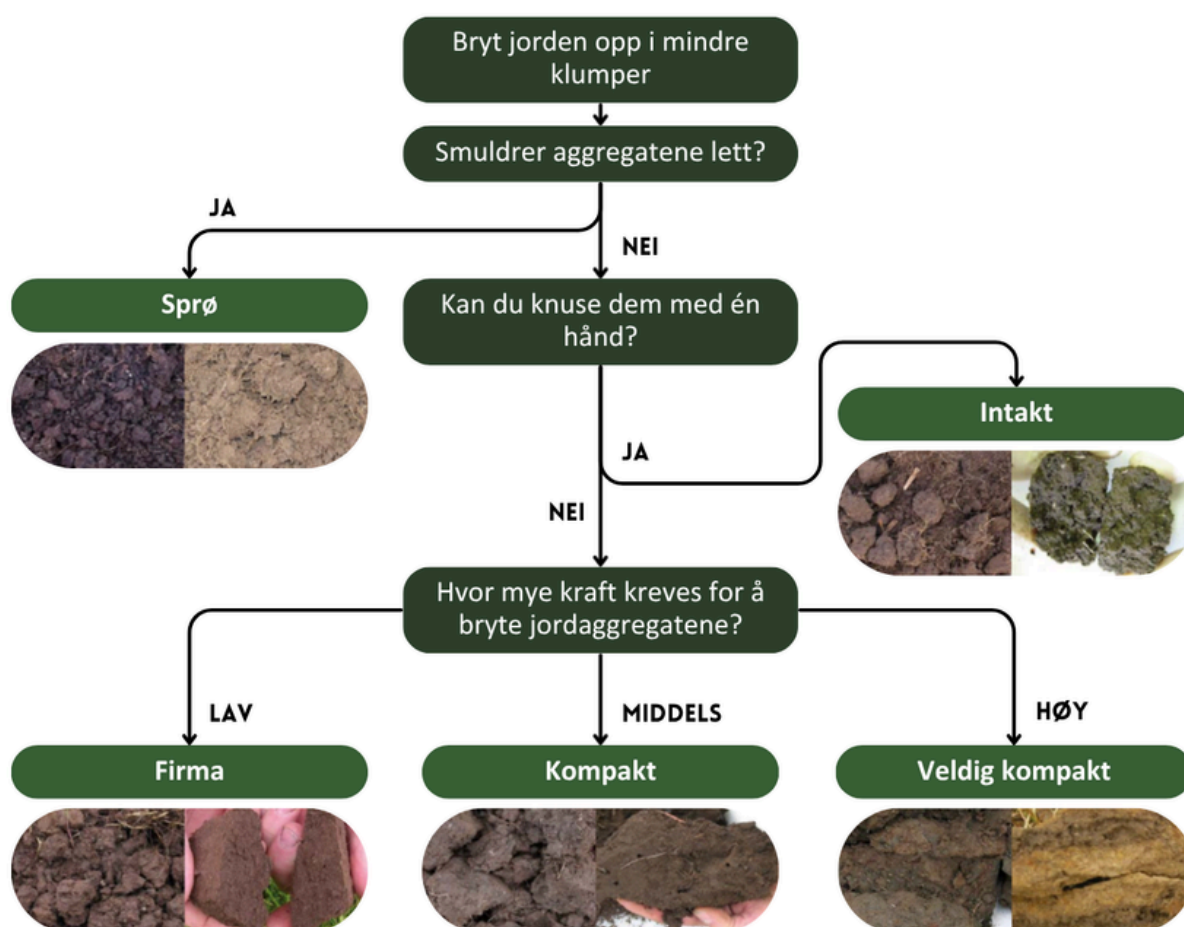 Bryt jorden opp i mindre
klumper
Smuldrer aggregatene lett?
JA
NEI
Sprø
Kan du knuse dem med én
hånd?
Intakt
JA
NEI
Hvor mye kraft kreves for å
bryte jordaggregatene?
LAV
MIDDELS
HØY
Firma
Kompakt
Veldig kompakt